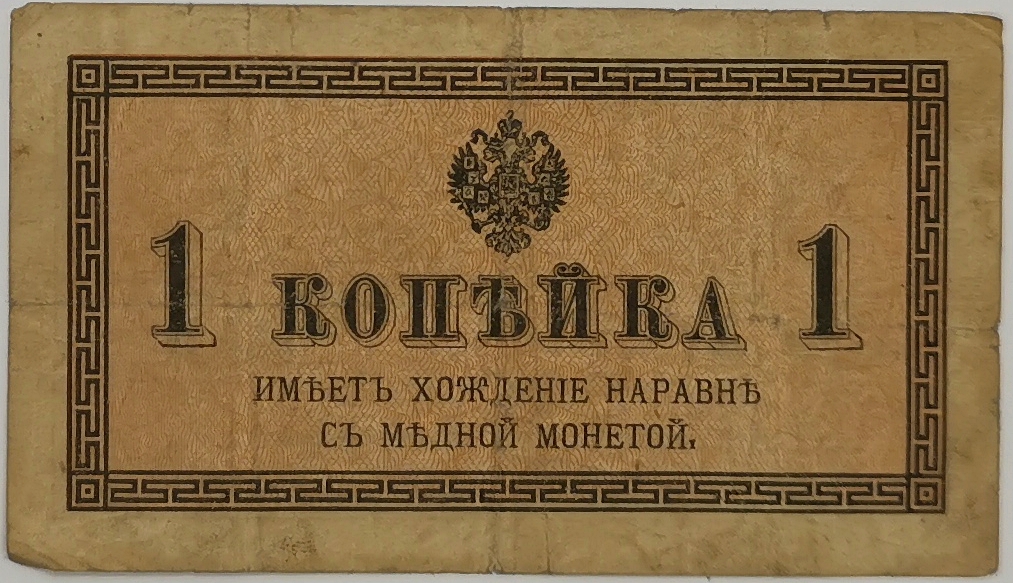 1 КОПѢЙКА 1
ИМѢЕТЪ ХОЖДЕНІЕ НАРАВНѢ
СЪ МѢДНОЙ МОНЕТОЙ.